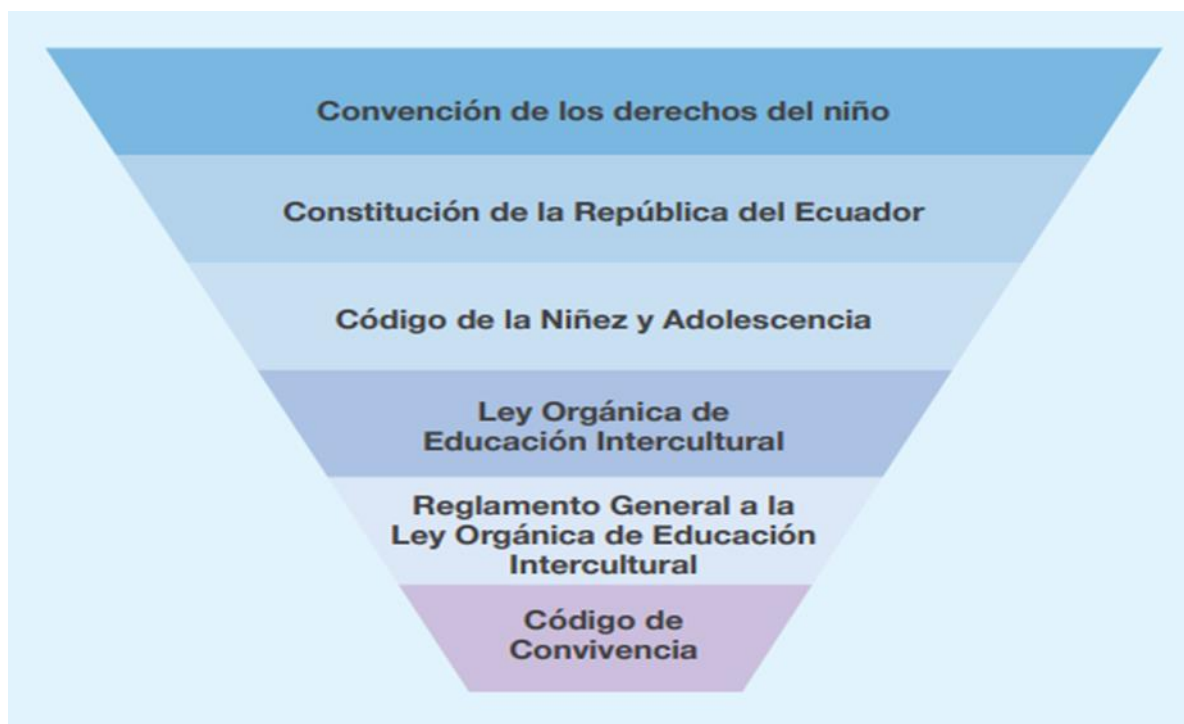 Convención de los derechos del niño
Constitución de la República del Ecuador
Código de la Niñez y Adolescencia
Ley Orgánica de
Educación Intercultural
Reglamento General a la
Ley Orgánica de Educación
Intercultural
Código de
Convivencia